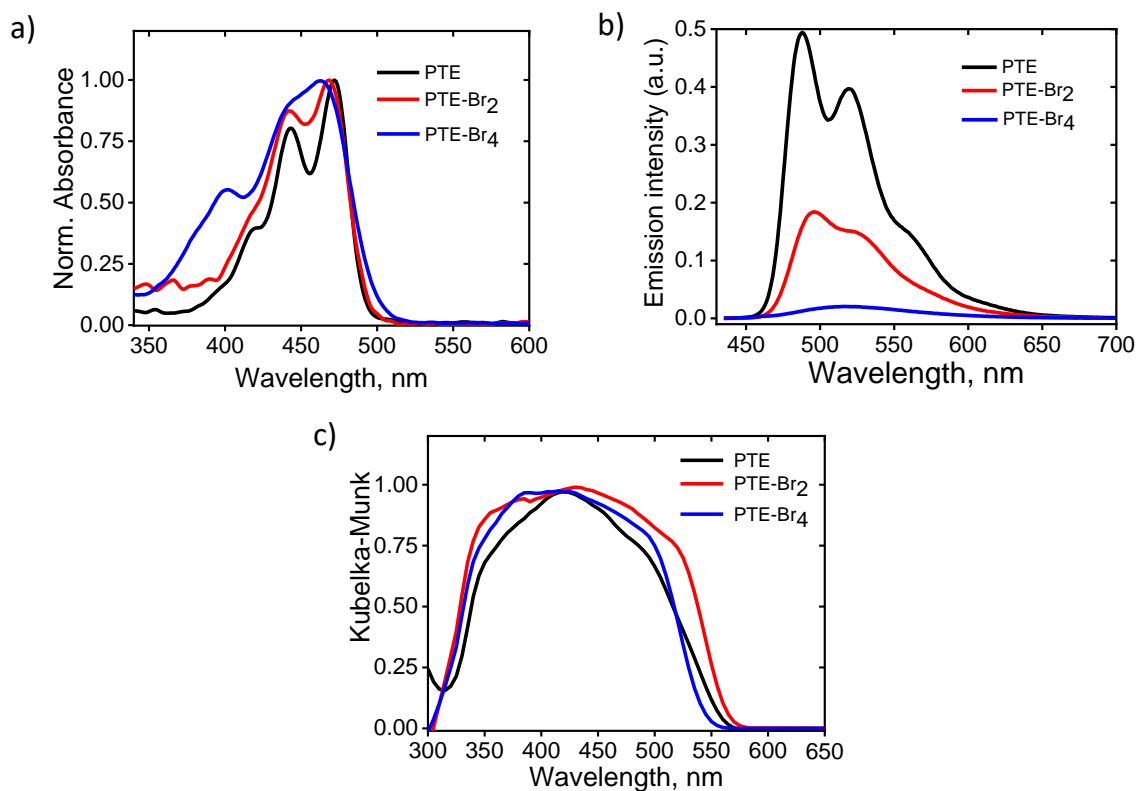 a)
Norm. Absorbance
1.00
0.75
0.50
0.25
0.00
350 400 450 500 550 600
Wavelength, nm
PTE
PTE-Br2
PTE-Br4
b)
Emission intensity (a.u.)
0.5
0.4
0.3
0.2
0.1
0.0
450 500 550 600 650 700
Wavelength, nm
PTE
PTE-Br2
PTE-Br4
c)
Kubelka-Munk
1.00
0.75
0.50
0.25
0.00
300 350 400 450 500 550 600 650
Wavelength, nm
PTE
PTE-Br2
PTE-Br4